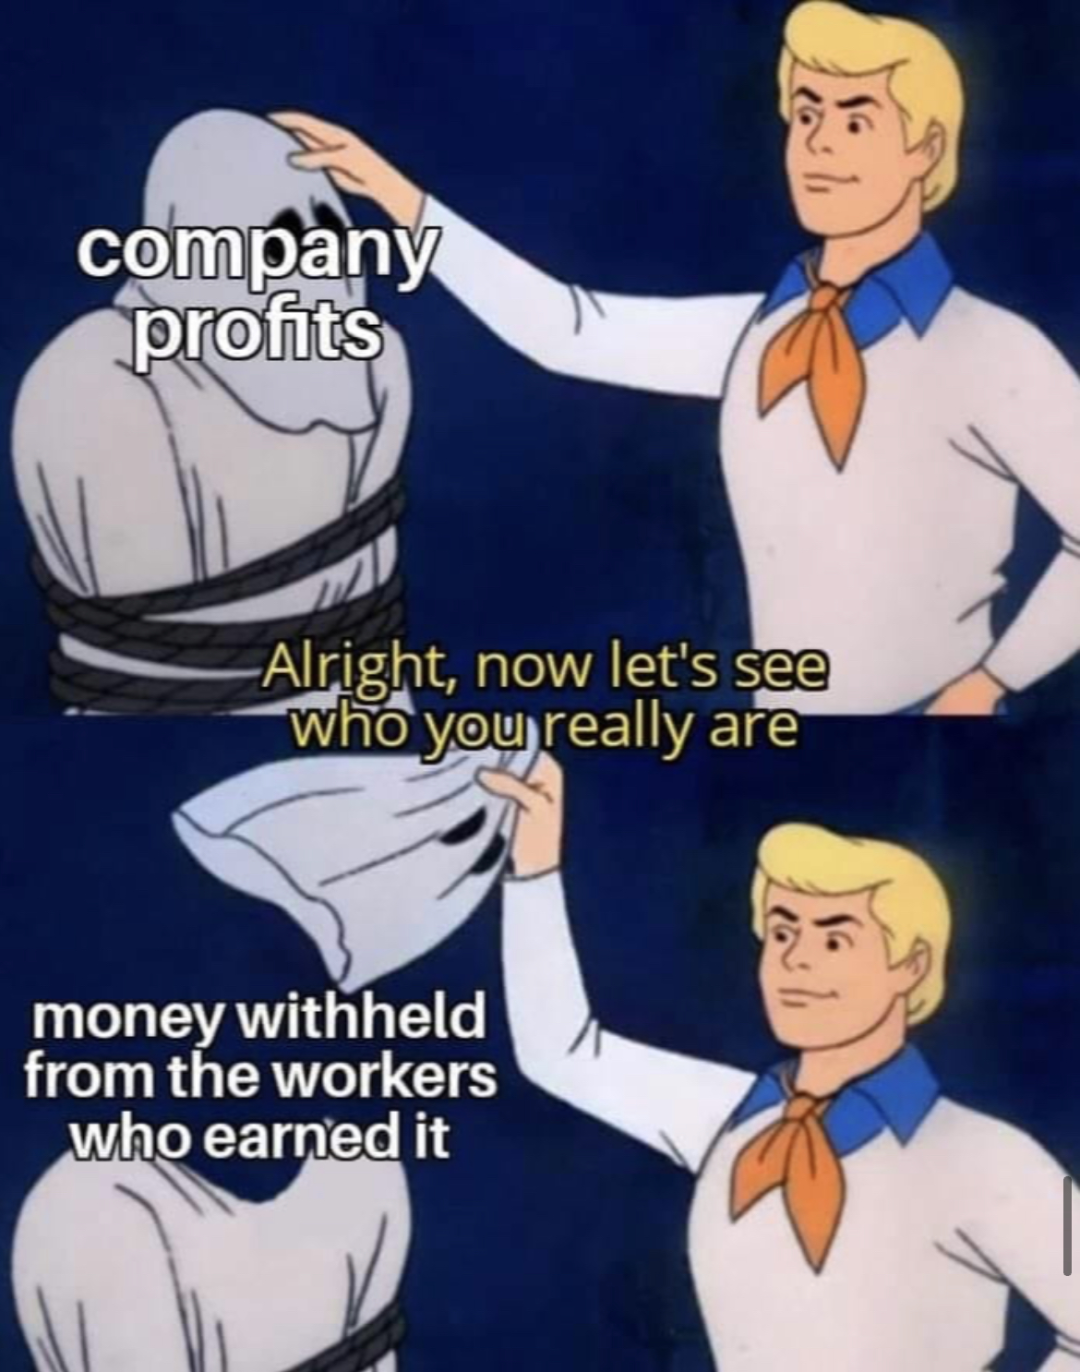 company
profits
Alright, now let's see
who you really are
money withheld
from the workers
who earned it